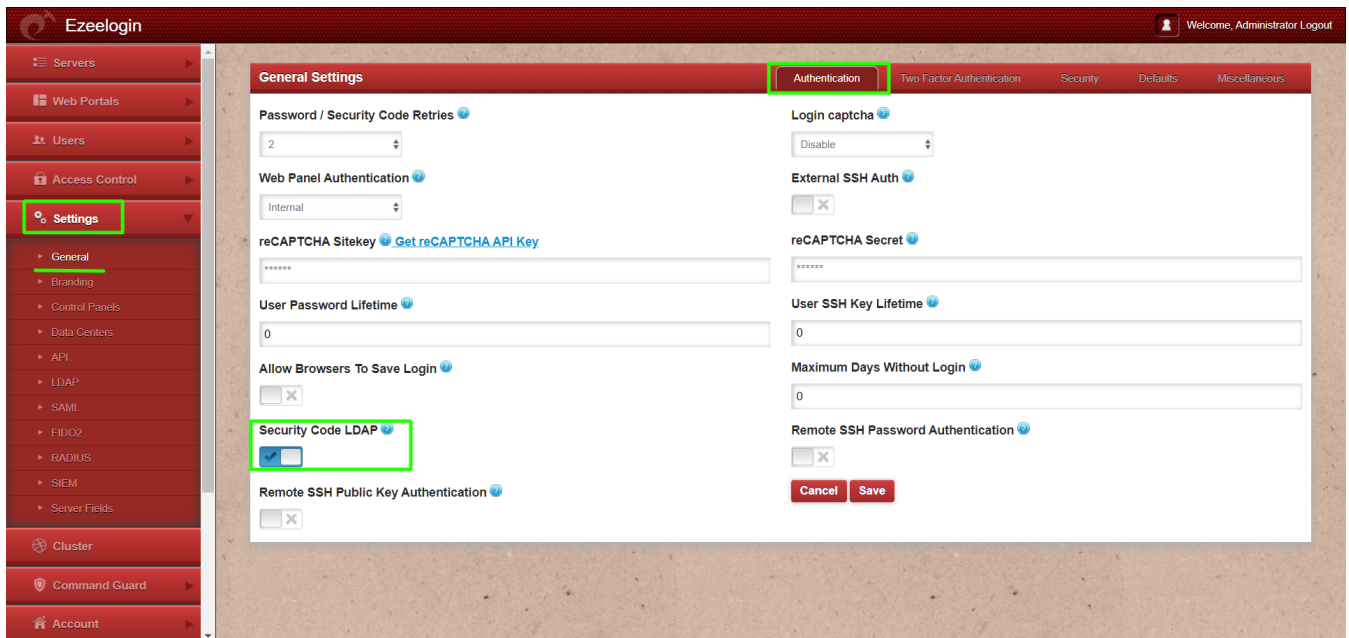 Ezeelogin
Welcome, Administrator Logout
Servers
Web Portals
Users
Access Control
Settings
General
Branding
Control Panels
Data Centers
API
LDAP
SAML
FIDO2
RADIUS
SIEM
Server Fields
Cluster
Command Guard
Account
General Settings
Authentication
Two Factor Authentication
Security
Defaults
Miscellaneous
Password / Security Code Retries
2
Login captcha
Disable
Web Panel Authentication
Internal
External SSH Auth
reCAPTCHA Sitekey Get reCAPTCHA API Key
******
reCAPTCHA Secret
******
User Password Lifetime
0
User SSH Key Lifetime
0
Allow Browsers To Save Login
Maximum Days Without Login
0
Security Code LDAP
Remote SSH Password Authentication
Remote SSH Public Key Authentication
Cancel
Save